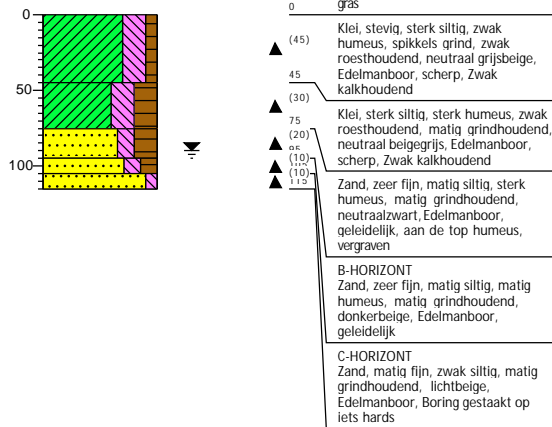 0
50
100
0
gras
(45)
45
(30)
75
(20)
95
(10)
105
(10)
115
Klei, stevig, sterk siltig, zwak
humeus, spikkels grind, zwak
roesthoudend, neutraal grijsbeige,
Edelmanboor, scherp, Zwak
kalkhoudend
Klei, sterk siltig, sterk humeus, zwak
roesthoudend, matig grindhoudend,
neutraal beigegrijs, Edelmanboor,
scherp, Zwak kalkhoudend
Zand, zeer fijn, matig siltig, sterk
humeus, matig grindhoudend,
neutraalzwart, Edelmanboor,
geleidelijk, aan de top humeus,
vergraven
B-HORIZONT
Zand, zeer fijn, matig siltig, matig
humeus, matig grindhoudend,
donkerbeige, Edelmanboor,
geleidelijk
C-HORIZONT
Zand, matig fijn, zwak siltig, matig
grindhoudend, lichtbeige,
Edelmanboor, Boring gestaakt op
iets hards